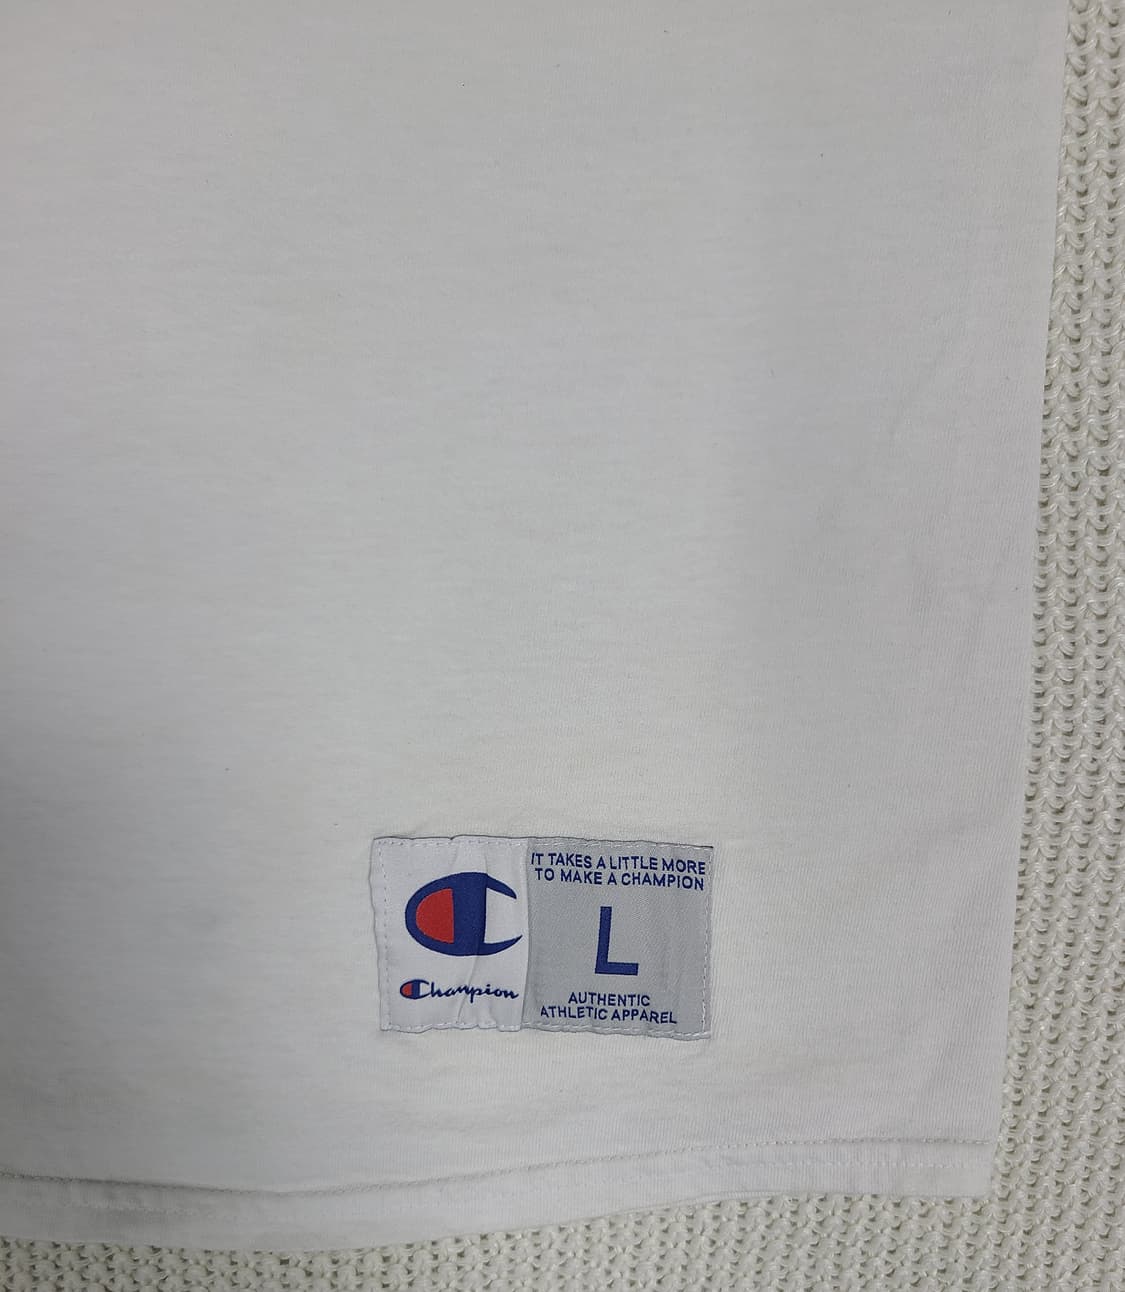 Champion
IT TAKES A LITTLE MORE
TO MAKE A CHAMPION
L
AUTHENTIC
ATHLETIC APPAREL